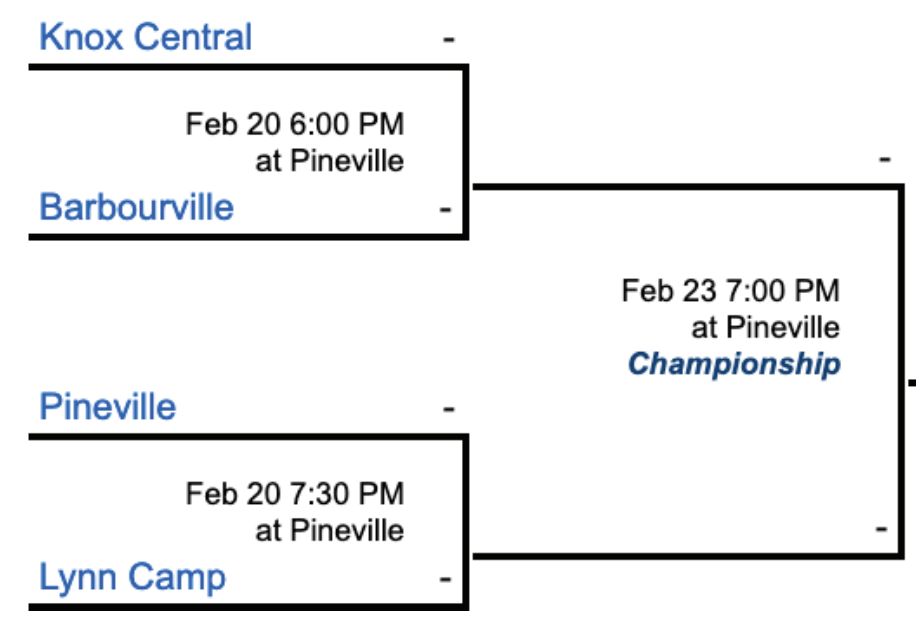 Knox Central -
Feb 20 6:00 PM
at Pineville
Barbourville -
-
Feb 23 7:00 PM
at Pineville
Championship
Pineville -
Feb 20 7:30 PM
at Pineville
Lynn Camp -
-